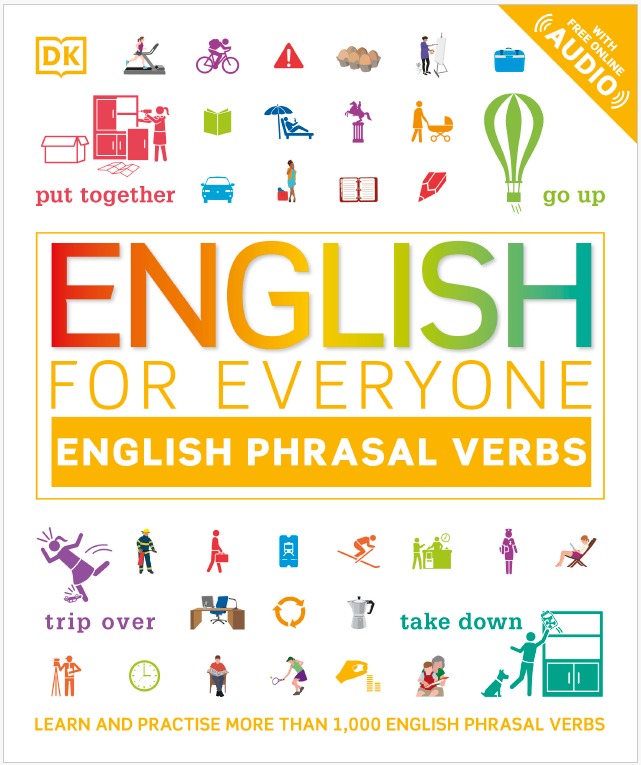 DK
WITH
FREE ONLINE
AUDIO
put together
go up
ENGLISH
FOR EVERYONE
ENGLISH PHRASAL VERBS
trip over
take down
LEARN AND PRACTISE MORE THAN 1,000 ENGLISH PHRASAL VERBS